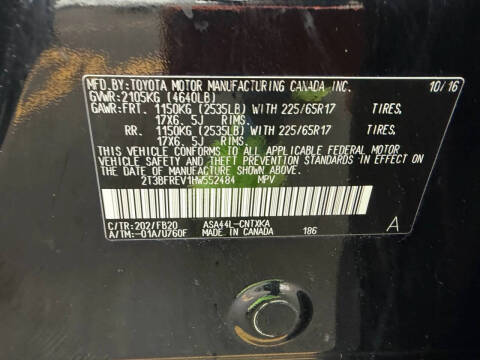 MFD.BY:TOYOTA MOTOR MANUFACTURING CANADA INC. 10/16
GVWR:2105KG (4640LB)
GAWR:FRT. 1150KG (2535LB) WITH 225/65R17 TIRES,
17X6.5J RIMS.
RR. 1150KG (2535LB) WITH 225/65R17 TIRES,
17X6.5J RIMS.
THIS VEHICLE CONFORMS TO ALL APPLICABLE FEDERAL MOTOR
VEHICLE SAFETY AND THEFT PREVENTION STANDARDS IN EFFECT
ON THE DATE OF MANUFACTURE SHOWN ABOVE.
2T3BFREV1HW552484 MPV
C/TR:202/FB20 ASA44L-CNTXKA A
A/TM:-01A/U760F MADE IN CANADA 186